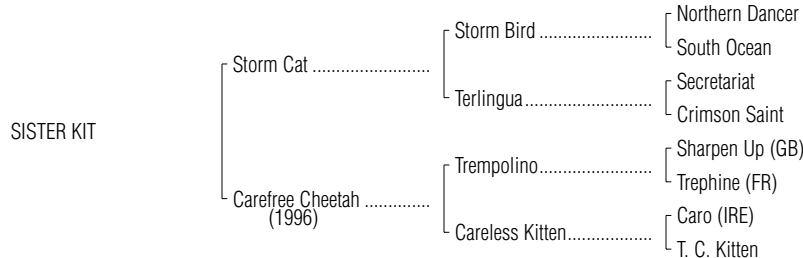 Northern Dancer
Storm Bird ........................
South Ocean
Storm Cat .........................
Secretariat
Terlingua...........................
Crimson Saint
SISTER KIT
Sharpen Up (GB)
Trempolino........................
Trephine (FR)
Carefree Cheetah ..............
(1996)
Caro (IRE)
Careless Kitten..................
T. C. Kitten